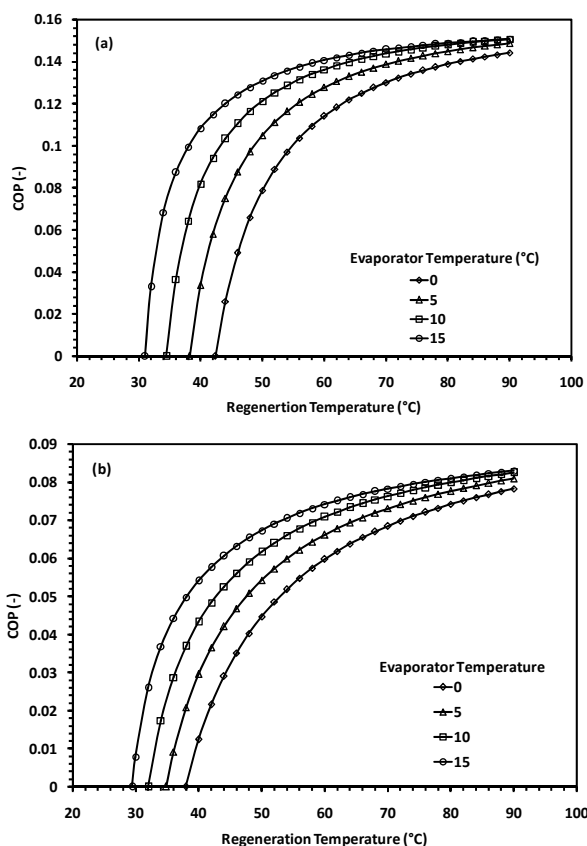 0.16
(a)
0.14
0.12
0.1
0.08
0.06
0.04
0.02
0
COP (-)
Evaporator Temperature (°C)
0
5
10
15
20 30 40 50 60 70 80 90 100
Regenertion Temperature (°C)
0.09
(b)
0.08
0.07
0.06
0.05
0.04
0.03
0.02
0.01
0
COP (-)
Evaporator Temperature
0
5
10
15
20 30 40 50 60 70 80 90 100
Regeneration Temperature (°C)